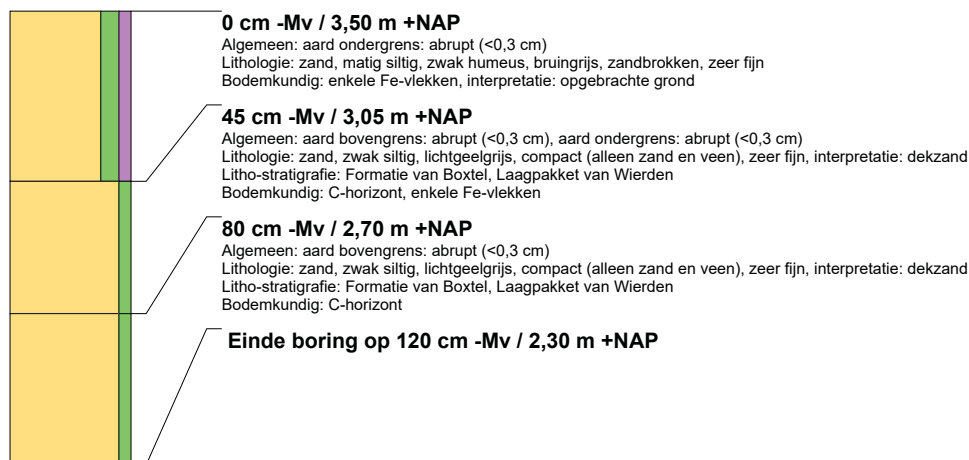 0 cm -Mv / 3,50 m +NAP
Algemeen: aard ondergrens: abrupt (<0,3 cm)
Lithologie: zand, matig siltig, zwak humeus, bruingrijs, zandbrokken, zeer fijn
Bodemkundig: enkele Fe-vlekken, interpretatie: opgebrachte grond
45 cm -Mv / 3,05 m +NAP
Algemeen: aard bovengrens: abrupt (<0,3 cm), aard ondergrens: abrupt (<0,3 cm)
Lithologie: zand, zwak siltig, lichtgeelgrijs, compact (alleen zand en veen), zeer fijn, interpretatie: dekzand
Litho-stratigrafie: Formatie van Boxtel, Laagpakket van Wierden
Bodemkundig: C-horizont, enkele Fe-vlekken
80 cm -Mv / 2,70 m +NAP
Algemeen: aard bovengrens: abrupt (<0,3 cm)
Lithologie: zand, zwak siltig, lichtgeelgrijs, compact (alleen zand en veen), zeer fijn, interpretatie: dekzand
Litho-stratigrafie: Formatie van Boxtel, Laagpakket van Wierden
Bodemkundig: C-horizont
Einde boring op 120 cm -Mv / 2,30 m +NAP